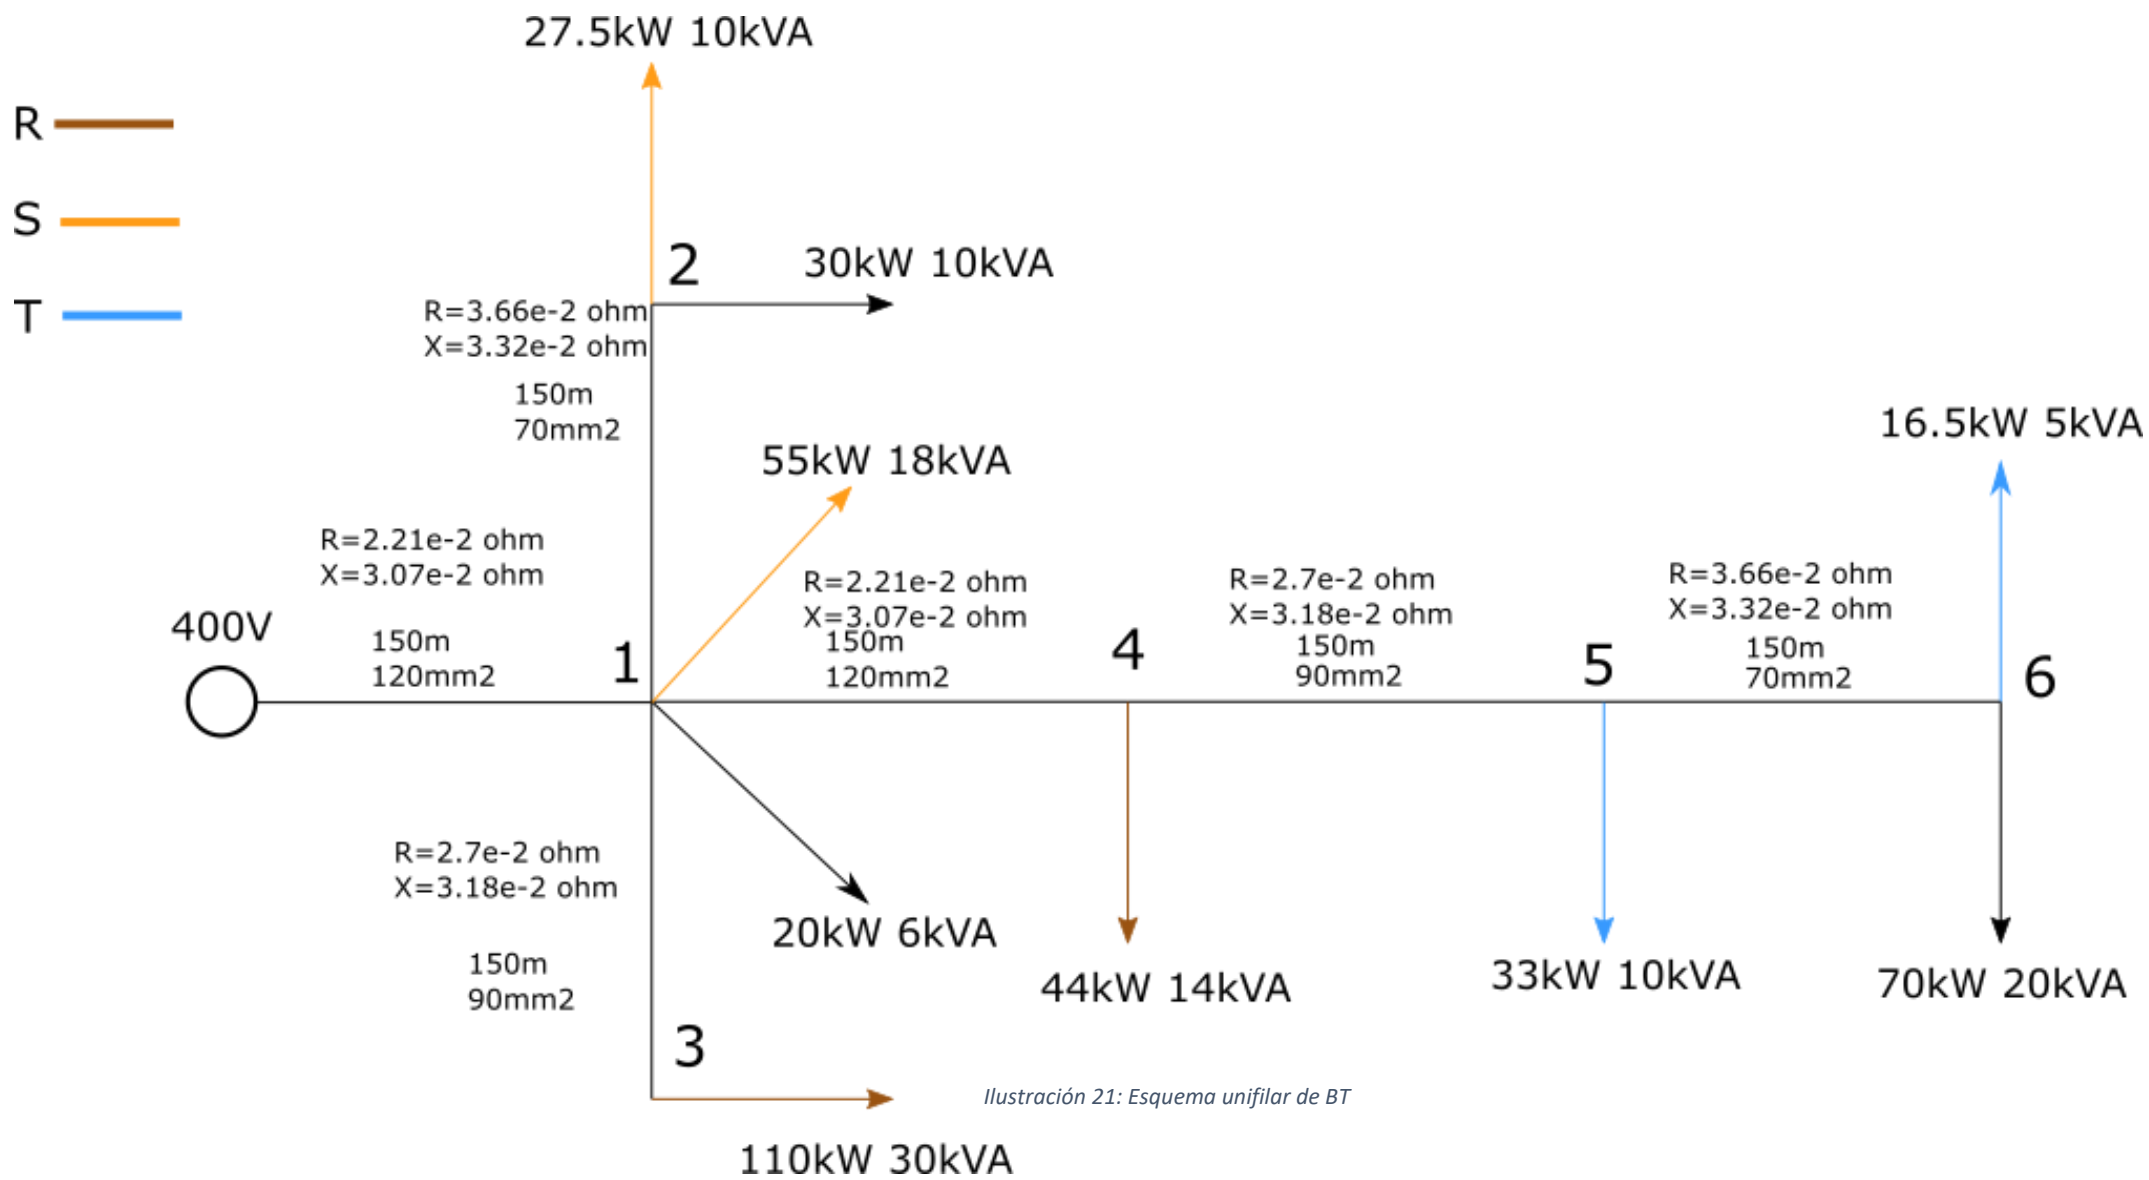 27.5kW 10kVA
R
S
T
2
30kW 10kVA
R=3.66e-2 ohm
X=3.32e-2 ohm
150m
70mm2
55kW 18kVA
16.5kW 5kVA
R=2.21e-2 ohm
X=3.07e-2 ohm
400V
150m
120mm2
1
R=2.21e-2 ohm
X=3.07e-2 ohm
150m
120mm2
4
R=2.7e-2 ohm
X=3.18e-2 ohm
150m
90mm2
5
R=3.66e-2 ohm
X=3.32e-2 ohm
150m
70mm2
6
R=2.7e-2 ohm
X=3.18e-2 ohm
150m
90mm2
20kW 6kVA
44kW 14kVA
33kW 10kVA
70kW 20kVA
3
Ilustración 21: Esquema unifilar de BT
110kW 30kVA